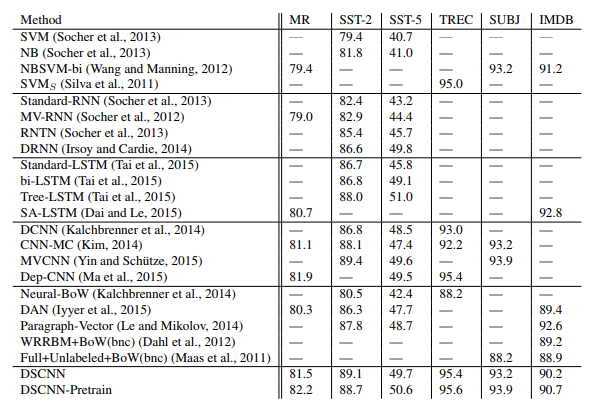 Method MR SST-2 SST-5 TREC SUBJ IMDB
SVM (Socher et al., 2013) — 79.4 40.7 — — —
NB (Socher et al., 2013) — 81.8 41.0 — — —
NBSVM-bi (Wang and Manning, 2012) 79.4 — — — 93.2 91.2
SVMS (Silva et al., 2011) — — — 95.0 — —
Standard-RNN (Socher et al., 2013) — 82.4 43.2 — — —
MV-RNN (Socher et al., 2012) 79.0 82.9 44.4 — — —
RNTN (Socher et al., 2013) — 85.4 45.7 — — —
DRNN (Irsoy and Cardie, 2014) — 86.6 49.8 — — —
Standard-LSTM (Tai et al., 2015) — 86.7 45.8 — — —
bi-LSTM (Tai et al., 2015) — 86.8 49.1 — — —
Tree-LSTM (Tai et al., 2015) — 88.0 51.0 — — —
SA-LSTM (Dai and Le, 2015) 80.7 — — — — 92.8
DCNN (Kalchbrenner et al., 2014) — 86.8 48.5 93.0 — —
CNN-MC (Kim, 2014) 81.1 88.1 47.4 92.2 93.2 —
MVCNN (Yin and Schütze, 2015) — 89.4 49.6 — 93.9 —
Dep-CNN (Ma et al., 2015) 81.9 — 49.5 95.4 — —
Neural-BoW (Kalchbrenner et al., 2014) — 80.5 42.4 88.2 — —
DAN (Iyyer et al., 2015) 80.3 86.3 47.7 — — 89.4
Paragraph-Vector (Le and Mikolov, 2014) — 87.8 48.7 — — 92.6
WRRBM+BoW(bnc) (Dahl et al., 2012) — — — — — 89.2
Full+Unlabeled+BoW(bnc) (Maas et al., 2011) — — — — 88.2 88.9
DSCNN 81.5 89.1 49.7 95.4 93.2 90.2
DSCNN-Pretrain 82.2 88.7 50.6 95.6 93.9 90.7